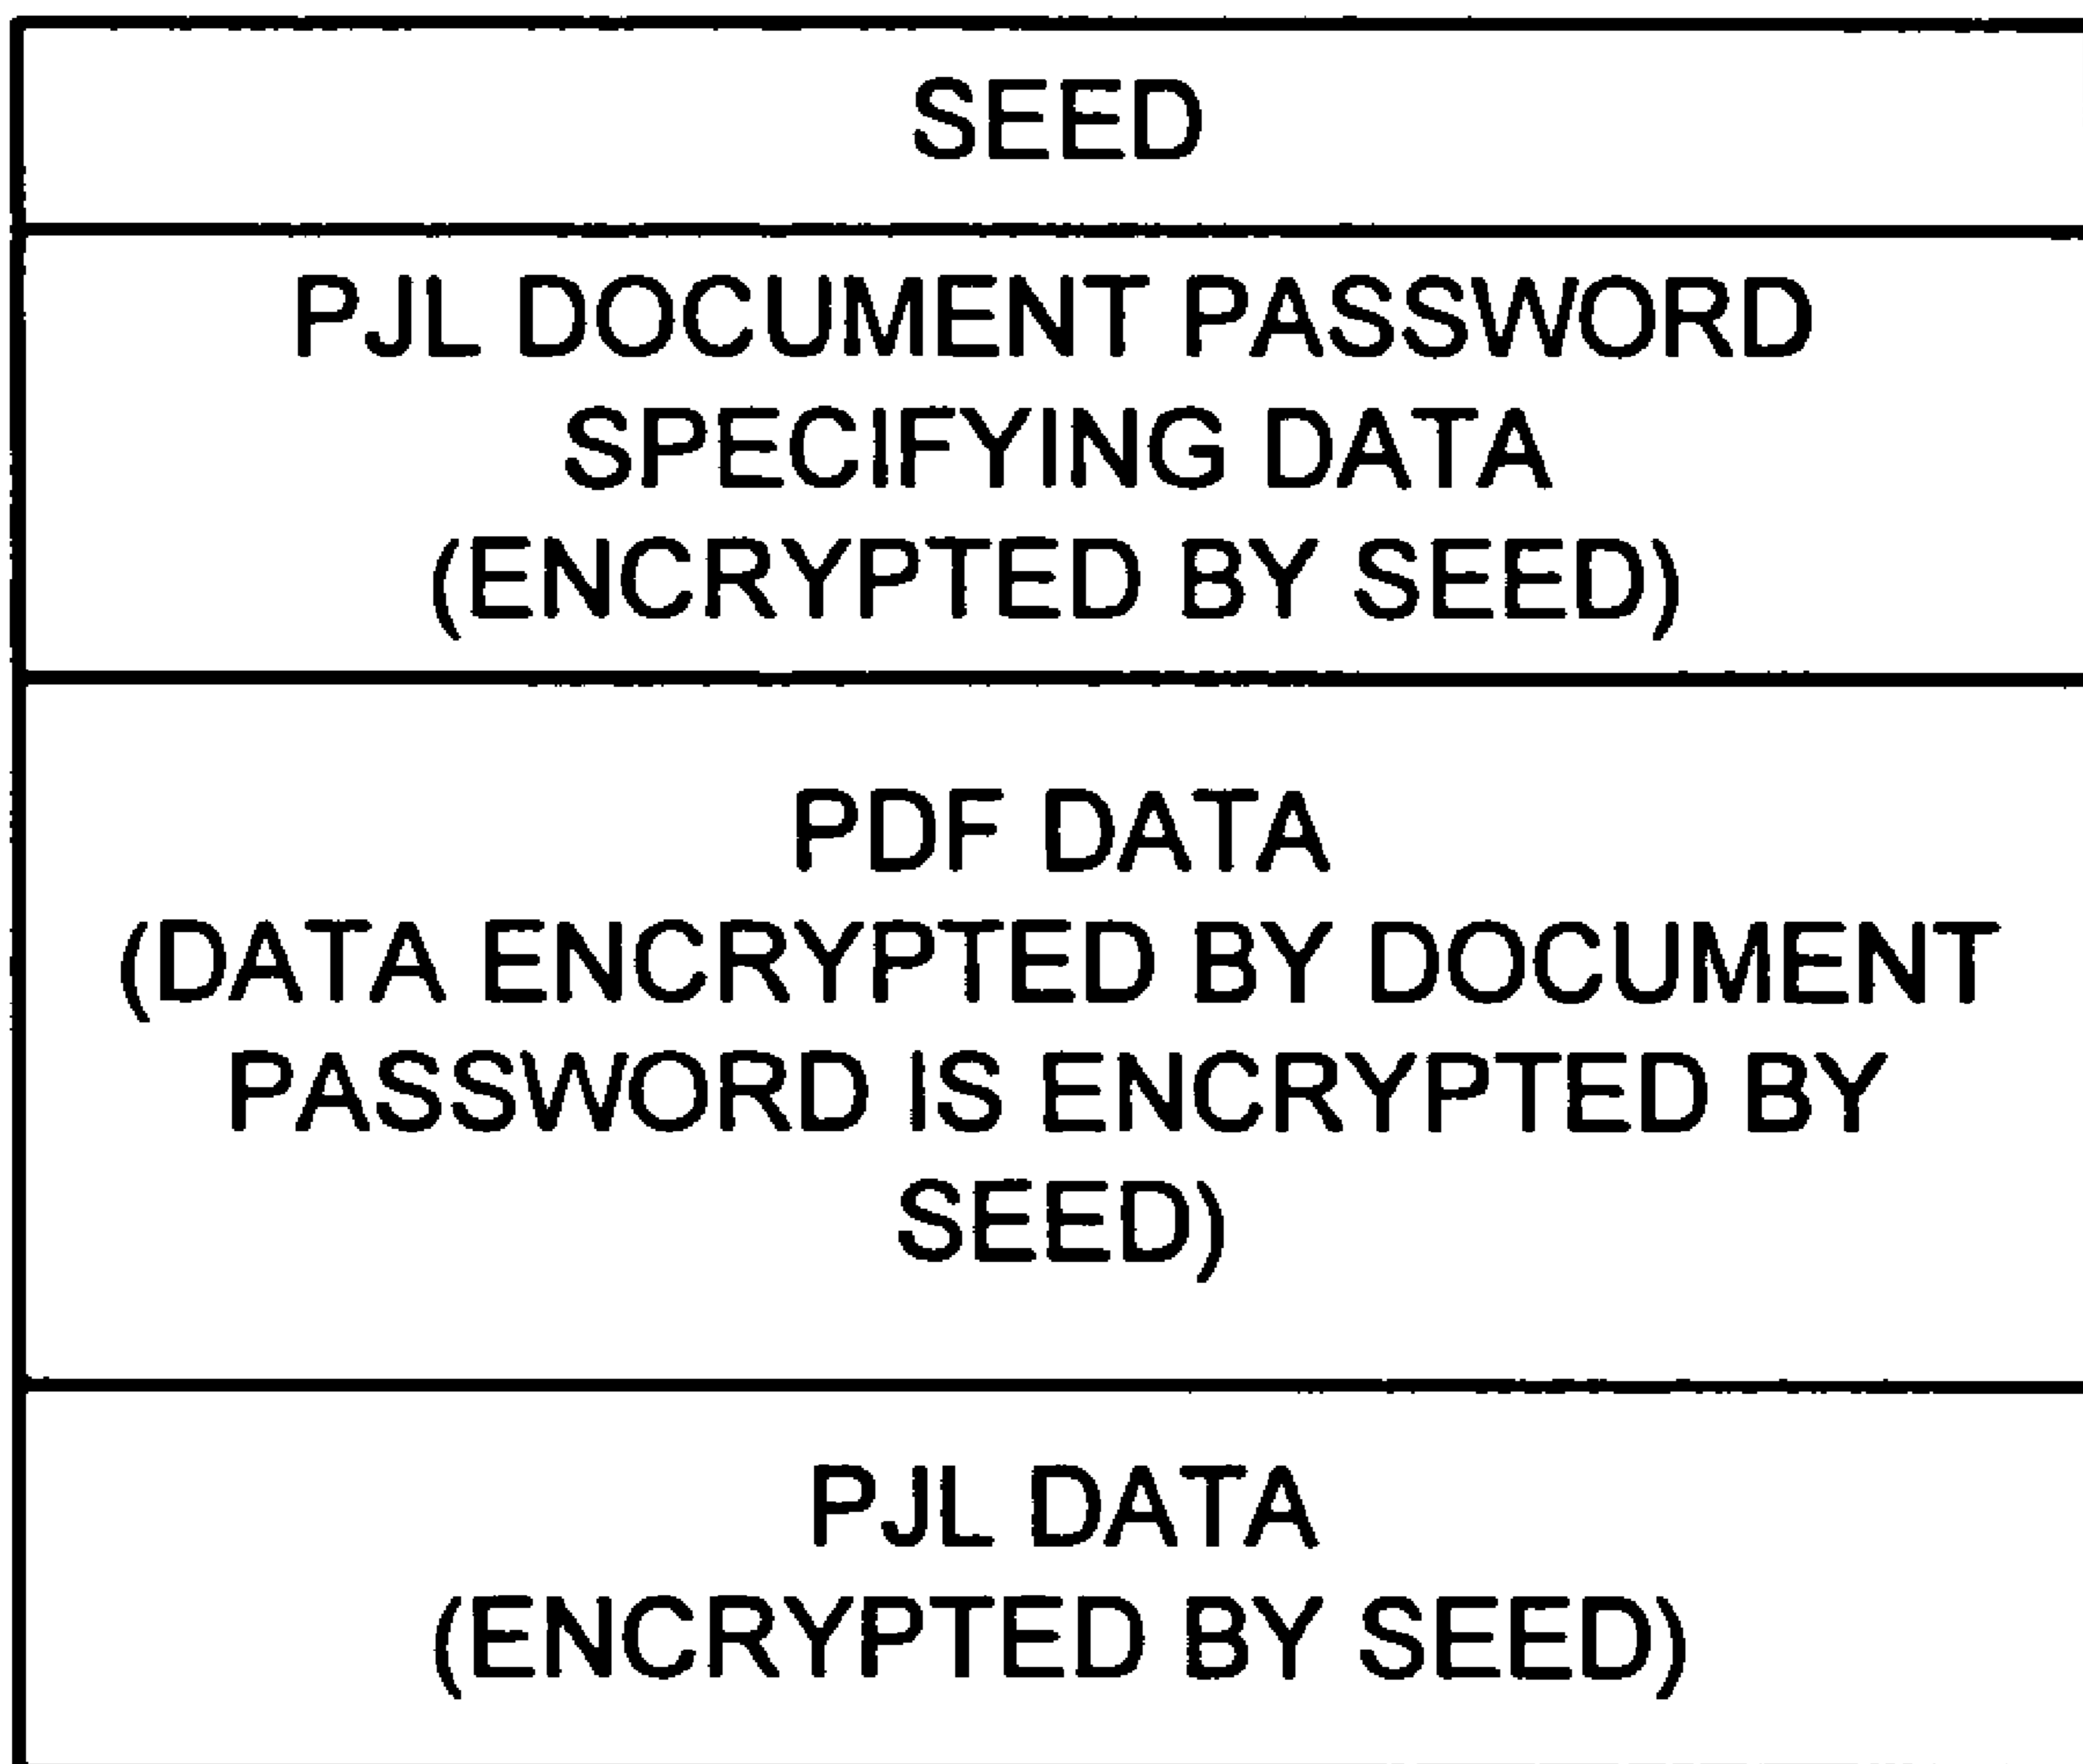 SEED
PJL DOCUMENT PASSWORD
SPECIFYING DATA
(ENCRYPTED BY SEED)
PDF DATA
(DATA ENCRYPTED BY DOCUMENT
PASSWORD IS ENCRYPTED BY
SEED)
PJL DATA
(ENCRYPTED BY SEED)